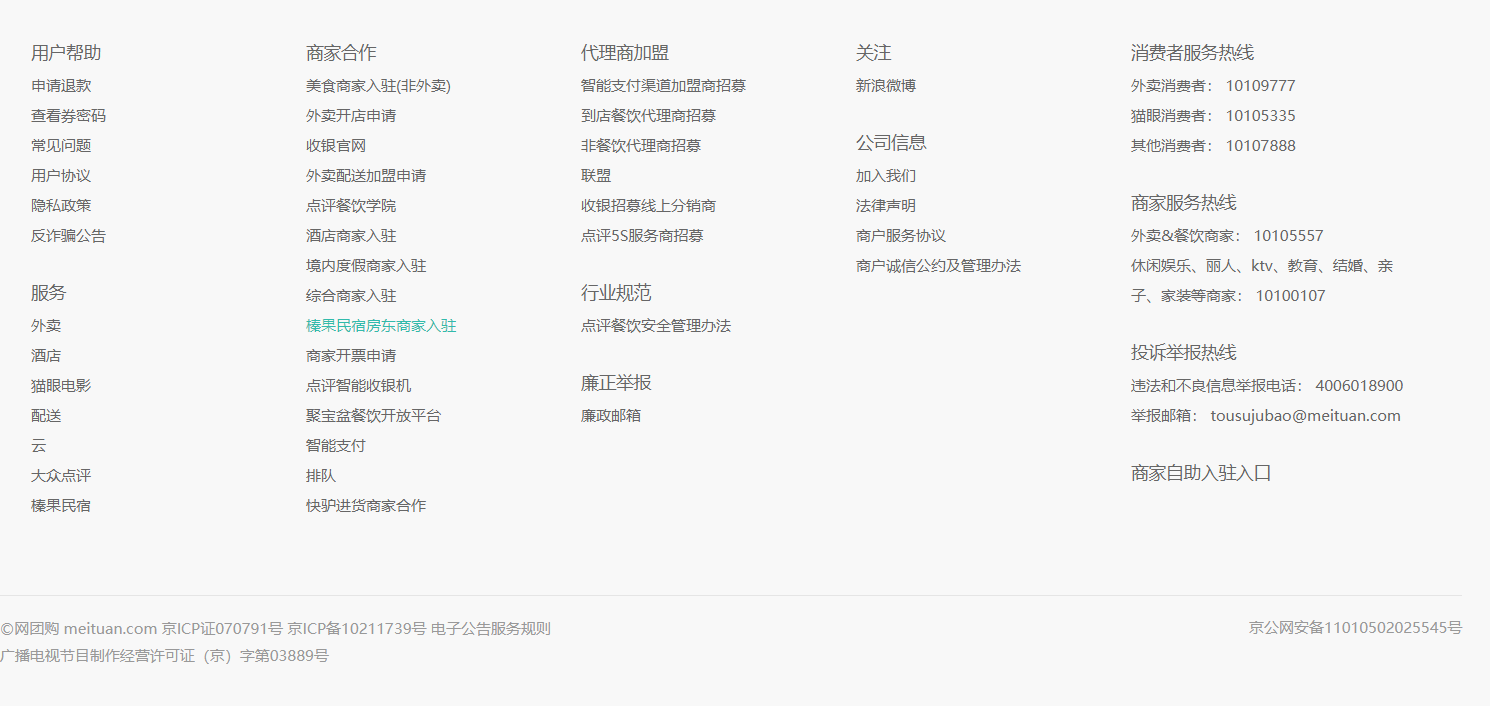 用户帮助
申请退款
查看券密码
常见问题
用户协议
隐私政策
反诈骗公告
服务
外卖
酒店
猫眼电影
配送
云
大众点评
榛果民宿
商家合作
美食商家入驻(非外卖)
外卖开店申请
收银官网
外卖配送加盟申请
点评餐饮学院
酒店商家入驻
境内度假商家入驻
综合商家入驻
榛果民宿房东商家入驻
商家开票申请
点评智能收银机
聚宝盆餐饮开放平台
智能支付
排队
快驴进货商家合作
代理商加盟
智能支付渠道加盟商招募
到店餐饮代理商招募
非餐饮代理商招募
联盟
收银招募线上分销商
点评5S服务商招募
行业规范
点评餐饮安全管理办法
廉正举报
廉政邮箱
关注
新浪微博
公司信息
加入我们
法律声明
商户服务协议
商户诚信公约及管理办法
消费者服务热线
外卖消费者： 10109777
猫眼消费者： 10105335
其他消费者： 10107888
商家服务热线
外卖&餐饮商家： 10105557
休闲娱乐、丽人、ktv、教育、结婚、亲
子、家装等商家： 10100107
投诉举报热线
违法和不良信息举报电话： 4006018900
举报邮箱： tousujubao@meituan.com
商家自助入驻入口
©网团购 meituan.com 京ICP证070791号 京ICP备10211739号 电子公告服务规则
广播电视节目制作经营许可证（京）字第03889号
京公网安备11010502025545号